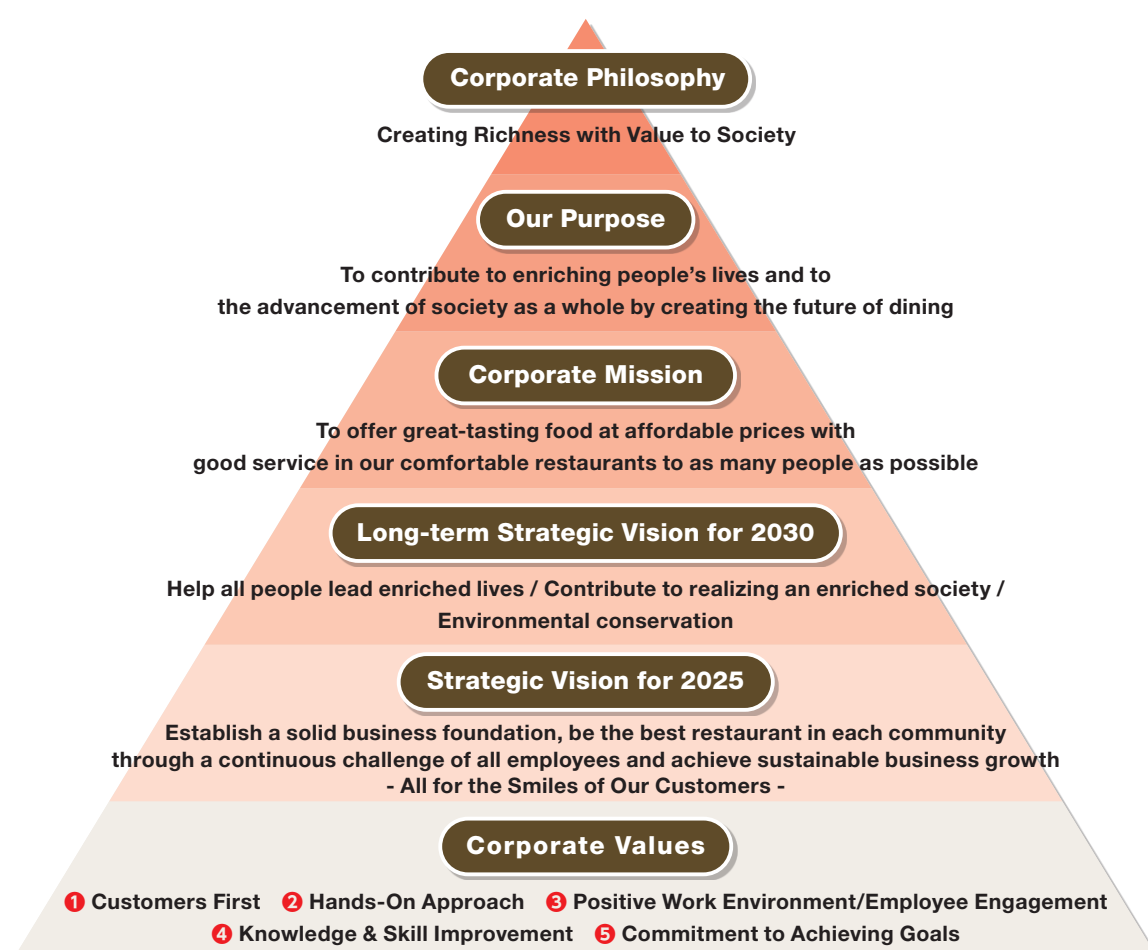 Corporate Philosophy
Creating Richness with Value to Society
Our Purpose
To contribute to enriching people’s lives and to
the advancement of society as a whole by creating the future of dining
Corporate Mission
To offer great-tasting food at affordable prices with
good service in our comfortable restaurants to as many people as possible
Long-term Strategic Vision for 2030
Help all people lead enriched lives / Contribute to realizing an enriched society /
Environmental conservation
Strategic Vision for 2025
Establish a solid business foundation, be the best restaurant in each community
through a continuous challenge of all employees and achieve sustainable business growth
- All for the Smiles of Our Customers -
Corporate Values
❶ Customers First ❷ Hands-On Approach ❸ Positive Work Environment/Employee Engagement
❹ Knowledge & Skill Improvement ❺ Commitment to Achieving Goals